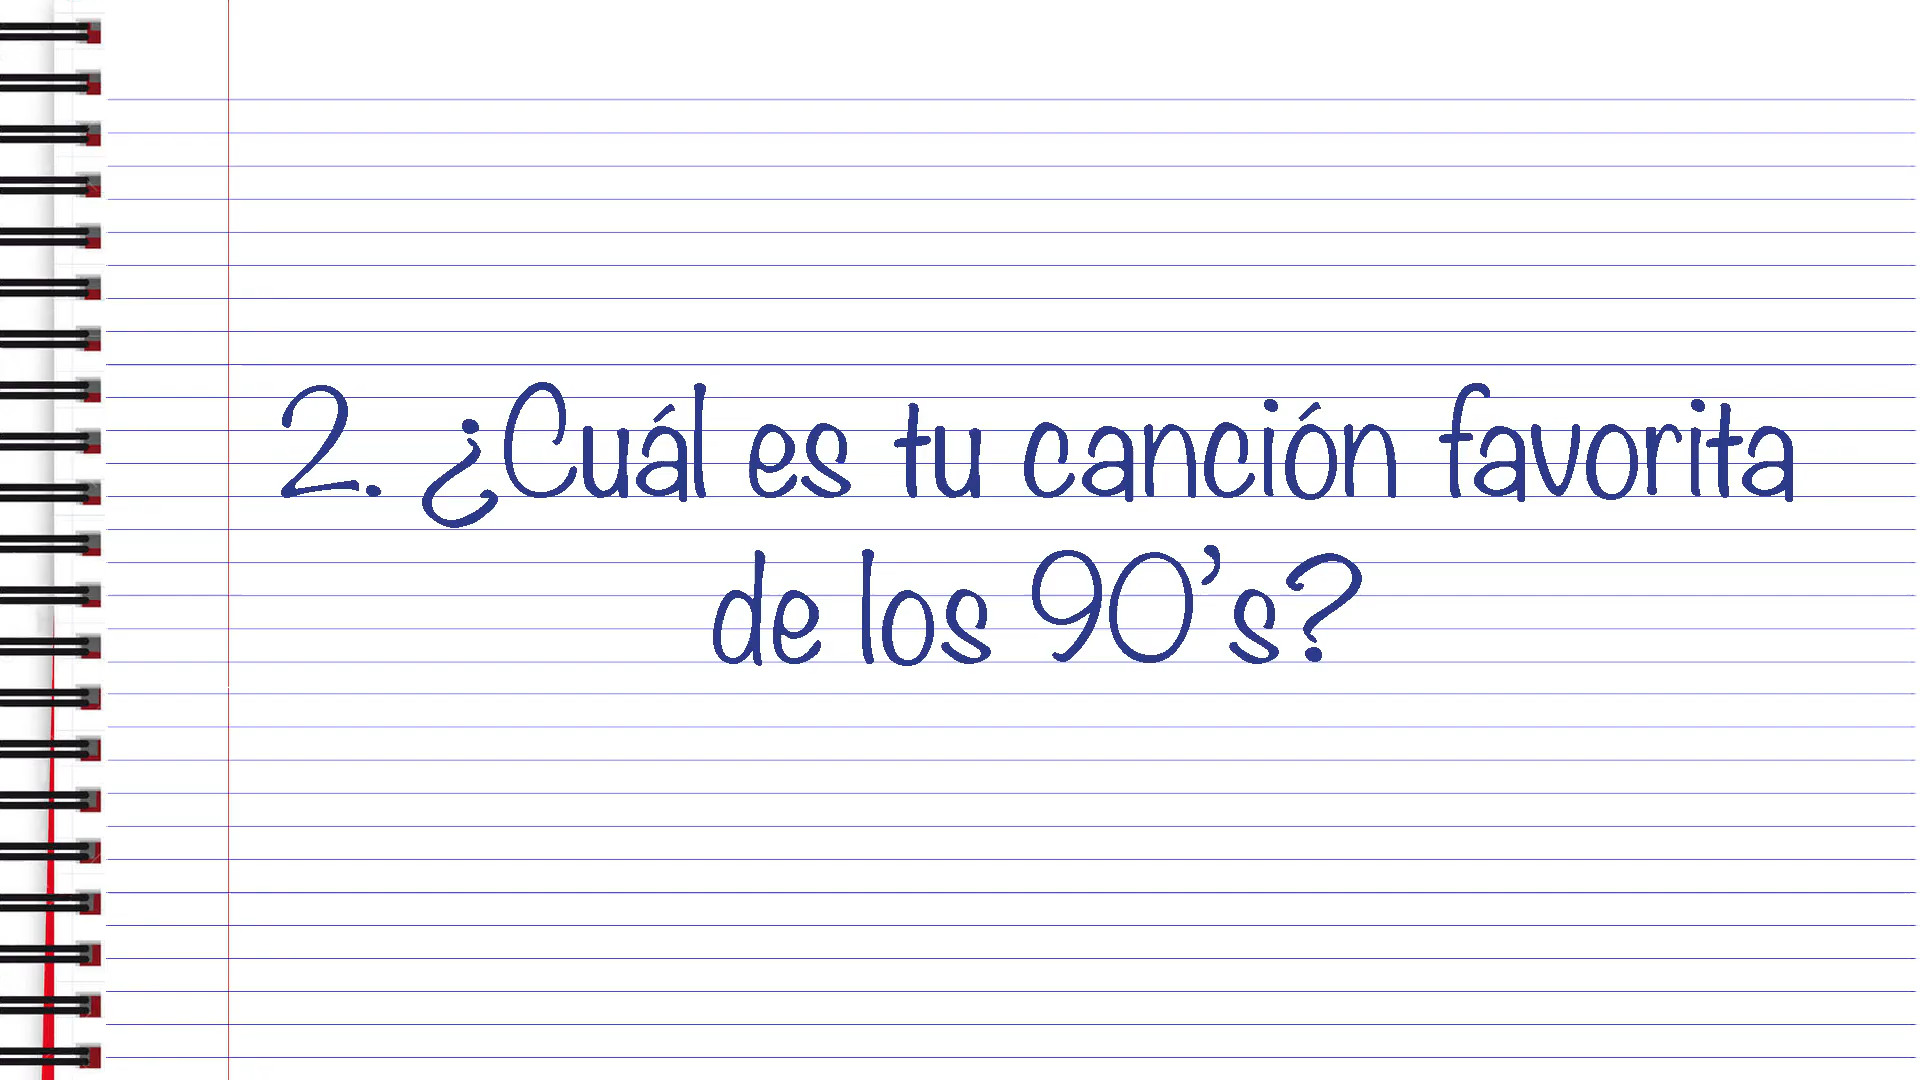 2. ¿Cuál es tu canción favorita
de los 90’s?